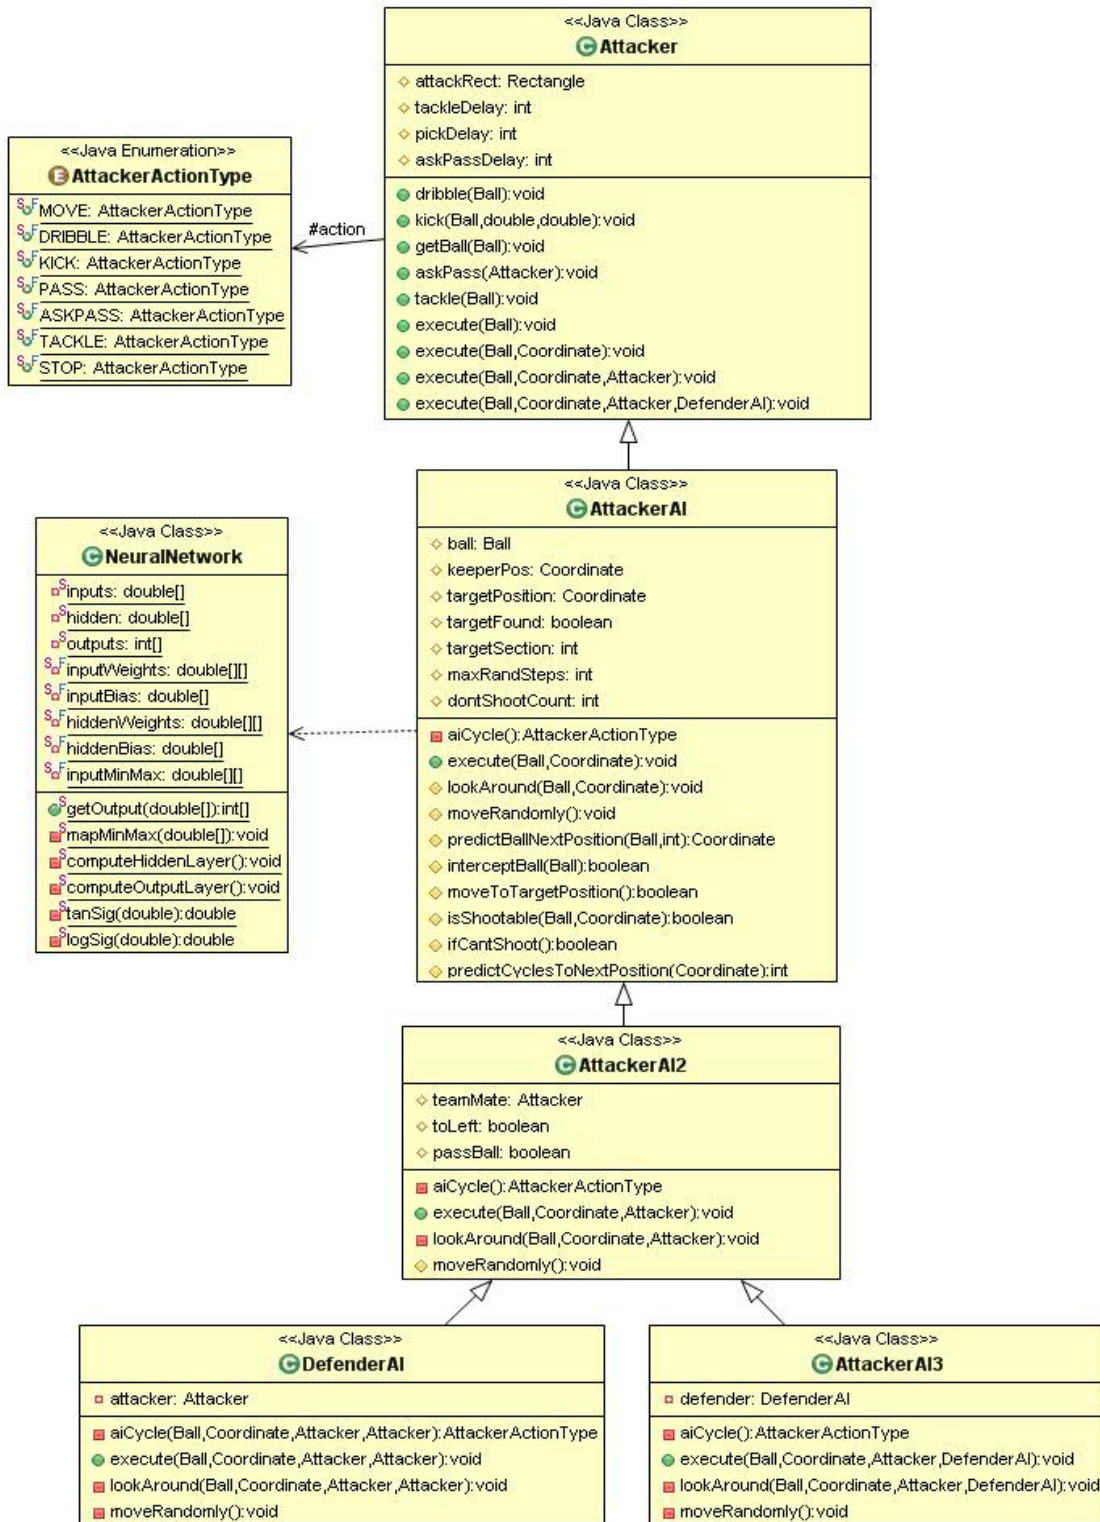 <<Java Class>>
Attacker
attackRect: Rectangle
tackleDelay: int
pickDelay: int
askPassDelay: int
dribble(Ball):void
kick(Ball,double,double):void
getBall(Ball):void
askPass(Attacker):void
tackle(Ball):void
execute(Ball):void
execute(Ball,Coordinate):void
execute(Ball,Coordinate,Attacker):void
execute(Ball,Coordinate,Attacker,DefenderAI):void
<<Java Enumeration>>
E AttackerActionType
S F MOVE: AttackerActionType
S F DRIBBLE: AttackerActionType
S F KICK: AttackerActionType
S F PASS: AttackerActionType
S F ASKPASS: AttackerActionType
S F TACKLE: AttackerActionType
S F STOP: AttackerActionType
#action
<<Java Class>>
C AttackerAI
ball: Ball
keeperPos: Coordinate
targetPosition: Coordinate
targetFound: boolean
targetSection: int
maxRandSteps: int
dontShootCount: int
aiCycle():AttackerActionType
execute(Ball,Coordinate):void
lookAround(Ball,Coordinate):void
moveRandomly():void
predictBallNextPosition(Ball,int):Coordinate
interceptBall(Ball):boolean
moveToTargetPosition():boolean
isShootable(Ball,Coordinate):boolean
ifCantShoot():boolean
predictCyclesToNextPosition(Coordinate):int
<<Java Class>>
C NeuralNetwork
S inputs: double[]
S hidden: double[]
S outputs: int[]
S F inputWeights: double[][]
S F inputBias: double[]
S F hiddenWeights: double[][]
S F hiddenBias: double[]
S F inputMinMax: double[][]
S getOutput(double[]):int[]
S mapMinMax(double[]):void
S computeHiddenLayer():void
S computeOutputLayer():void
S tanSig(double):double
S logSig(double):double
<<Java Class>>
C AttackerAI2
teamMate: Attacker
toLeft: boolean
passBall: boolean
aiCycle():AttackerActionType
execute(Ball,Coordinate,Attacker):void
lookAround(Ball,Coordinate,Attacker):void
moveRandomly():void
<<Java Class>>
C DefenderAI
attacker: Attacker
aiCycle(Ball,Coordinate,Attacker,Attacker):AttackerActionType
execute(Ball,Coordinate,Attacker,Attacker):void
lookAround(Ball,Coordinate,Attacker,Attacker):void
moveRandomly():void
<<Java Class>>
C AttackerAI3
defender: DefenderAI
aiCycle():AttackerActionType
execute(Ball,Coordinate,Attacker,DefenderAI):void
lookAround(Ball,Coordinate,Attacker,DefenderAI):void
moveRandomly():void